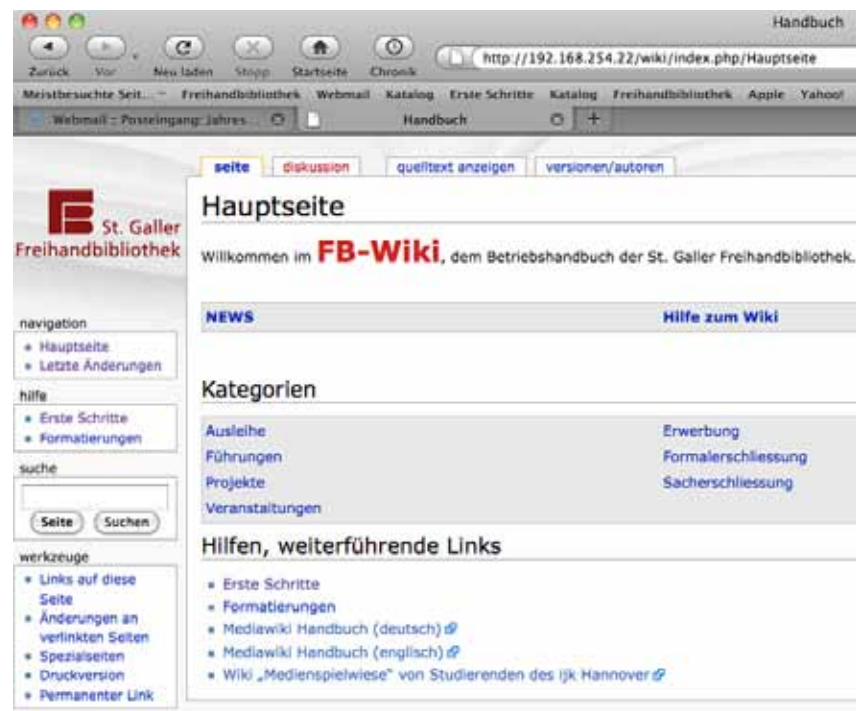 Handbuch
Zurück Vor Neu laden Stopp Startseite Chronik http://192.168.254.22/wiki/index.php/Hauptseite
Meistbesuchte Seit... Freihandbibliothek Webmail Katalog Erste Schritte Katalog Freihandbibliothek Apple Yahoo!
Webmail :: Posteingang: Jahres... Handbuch +
seite diskussion quelltext anzeigen versionen/autoren
St. Galler
Freihandbibliothek
Hauptseite
Willkommen im FB-Wiki, dem Betriebshandbuch der St. Galler Freihandbibliothek.
NEWS Hilfe zum Wiki
navigation
Hauptseite
Letzte Änderungen
hilfe
Erste Schritte
Formatierungen
suche
Seite Suchen
werkzeuge
Links auf diese
Seite
Änderungen an
verlinkten Seiten
Spezialseiten
Druckversion
Permanenter Link
Kategorien
Ausleihe Erwerbung
Führungen Formalerschliessung
Projekte Sacherschliessung
Veranstaltungen
Hilfen, weiterführende Links
Erste Schritte
Formatierungen
Mediawiki Handbuch (deutsch)
Mediawiki Handbuch (englisch)
Wiki „Medienspielwiese" von Studierenden des ijk Hannover